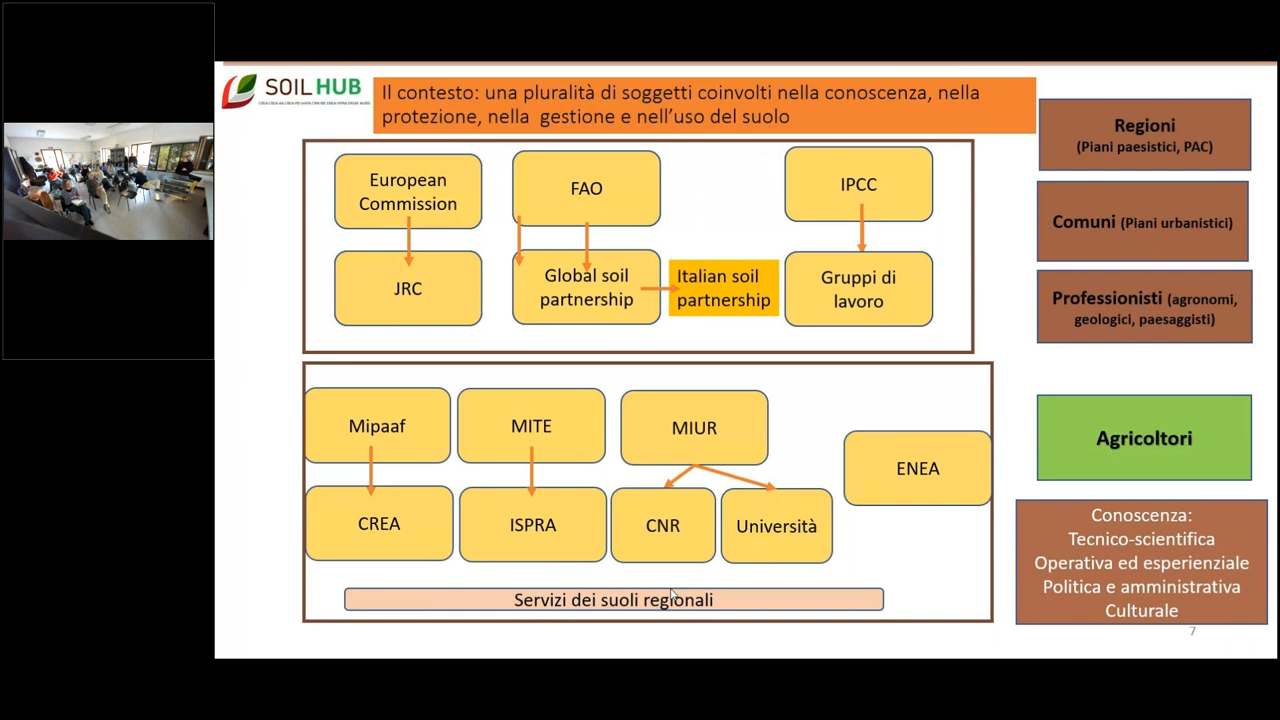 SOIL HUB
Il contesto: una pluralità di soggetti coinvolti nella conoscenza, nella
protezione, nella gestione e nell'uso del suolo
European
Commission
FAO
IPCC
JRC
Global soil
partnership
Italian soil
partnership
Gruppi di
lavoro
Mipaaf
MITE
MIUR
ENEA
CREA
ISPRA
CNR
Università
Servizi dei suoli regionali
Regioni
(Piani paesistici, PAC)
Comuni (Piani urbanistici)
Professionisti (agronomi,
geologici, paesaggisti)
Agricoltori
Conoscenza:
Tecnico-scientifica
Operativa ed esperienziale
Politica e amministrativa
Culturale
7